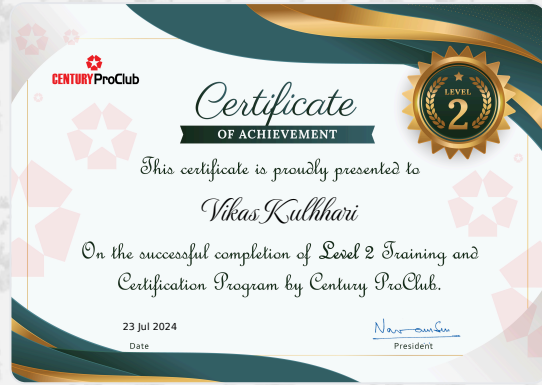 CENTURY ProClub
Certificate
OF ACHIEVEMENT
LEVEL
2
This certificate is proudly presented to
Vikas Kulhhari
On the successful completion of Level 2 Training and
Certification Program by Century ProClub.
23 Jul 2024
Date
President